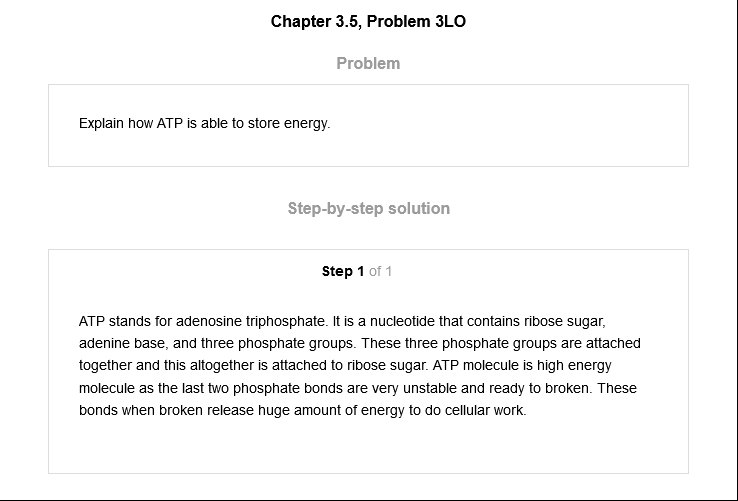 Chapter 3.5, Problem 3LO
Problem
Explain how ATP is able to store energy.
Step-by-step solution
Step 1 of 1
ATP stands for adenosine triphosphate. It is a nucleotide that contains ribose sugar,
adenine base, and three phosphate groups. These three phosphate groups are attached
together and this altogether is attached to ribose sugar. ATP molecule is high energy
molecule as the last two phosphate bonds are very unstable and ready to broken. These
bonds when broken release huge amount of energy to do cellular work.